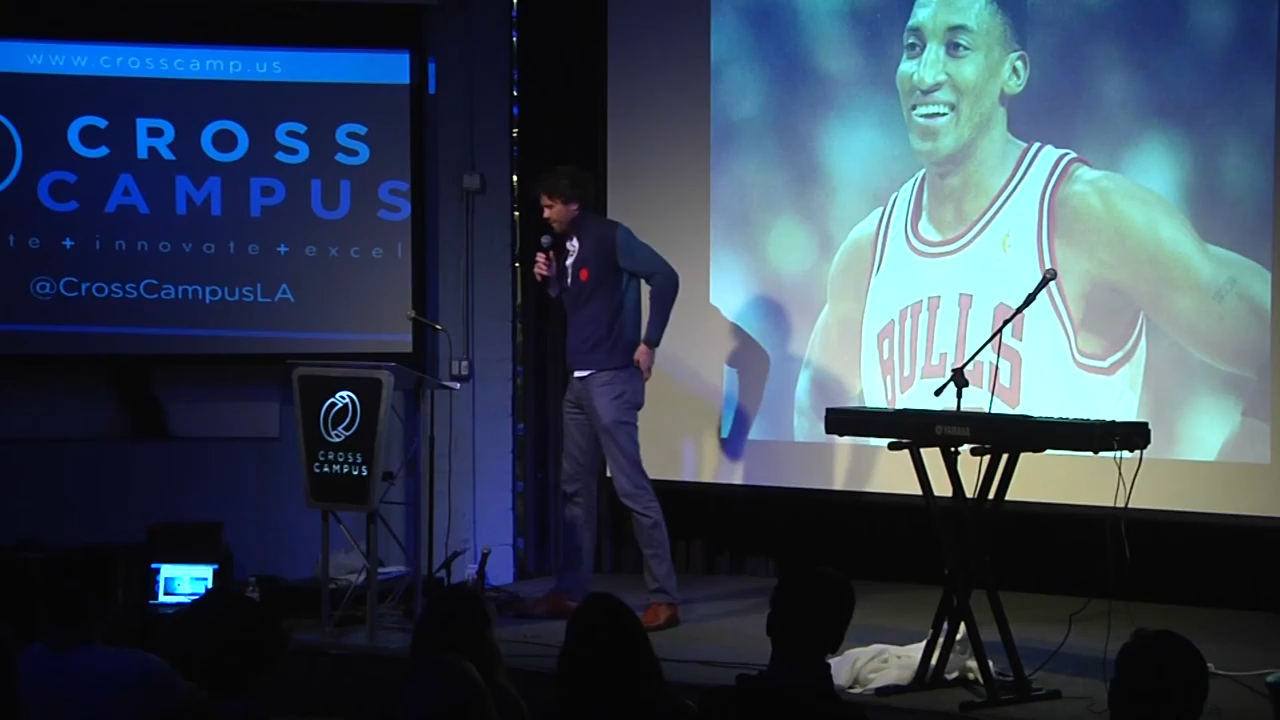 www.crosscamp.us
CROSS
CAMPUS
te + innovate + excel
@CrossCampusLA
CROSS
CAMPUS
BULLS
YAMAHA